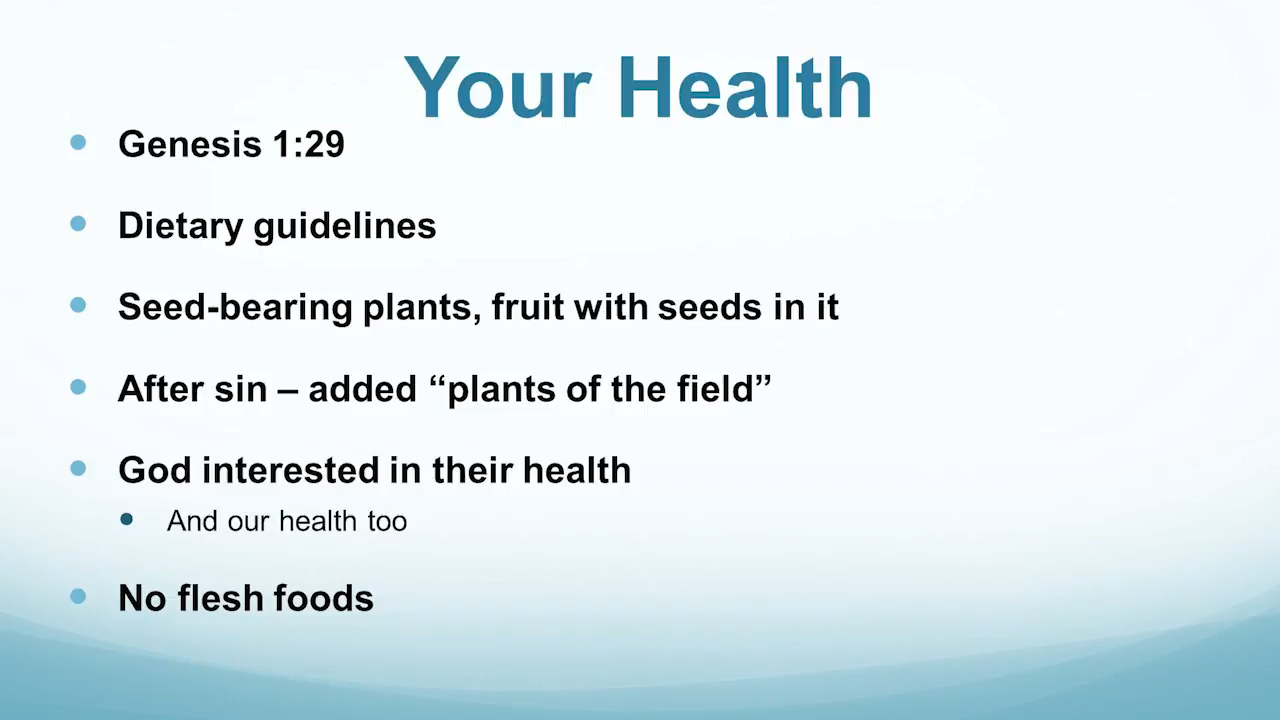 Your Health
Genesis 1:29
Dietary guidelines
Seed-bearing plants, fruit with seeds in it
After sin – added “plants of the field”
God interested in their health
And our health too
No flesh foods